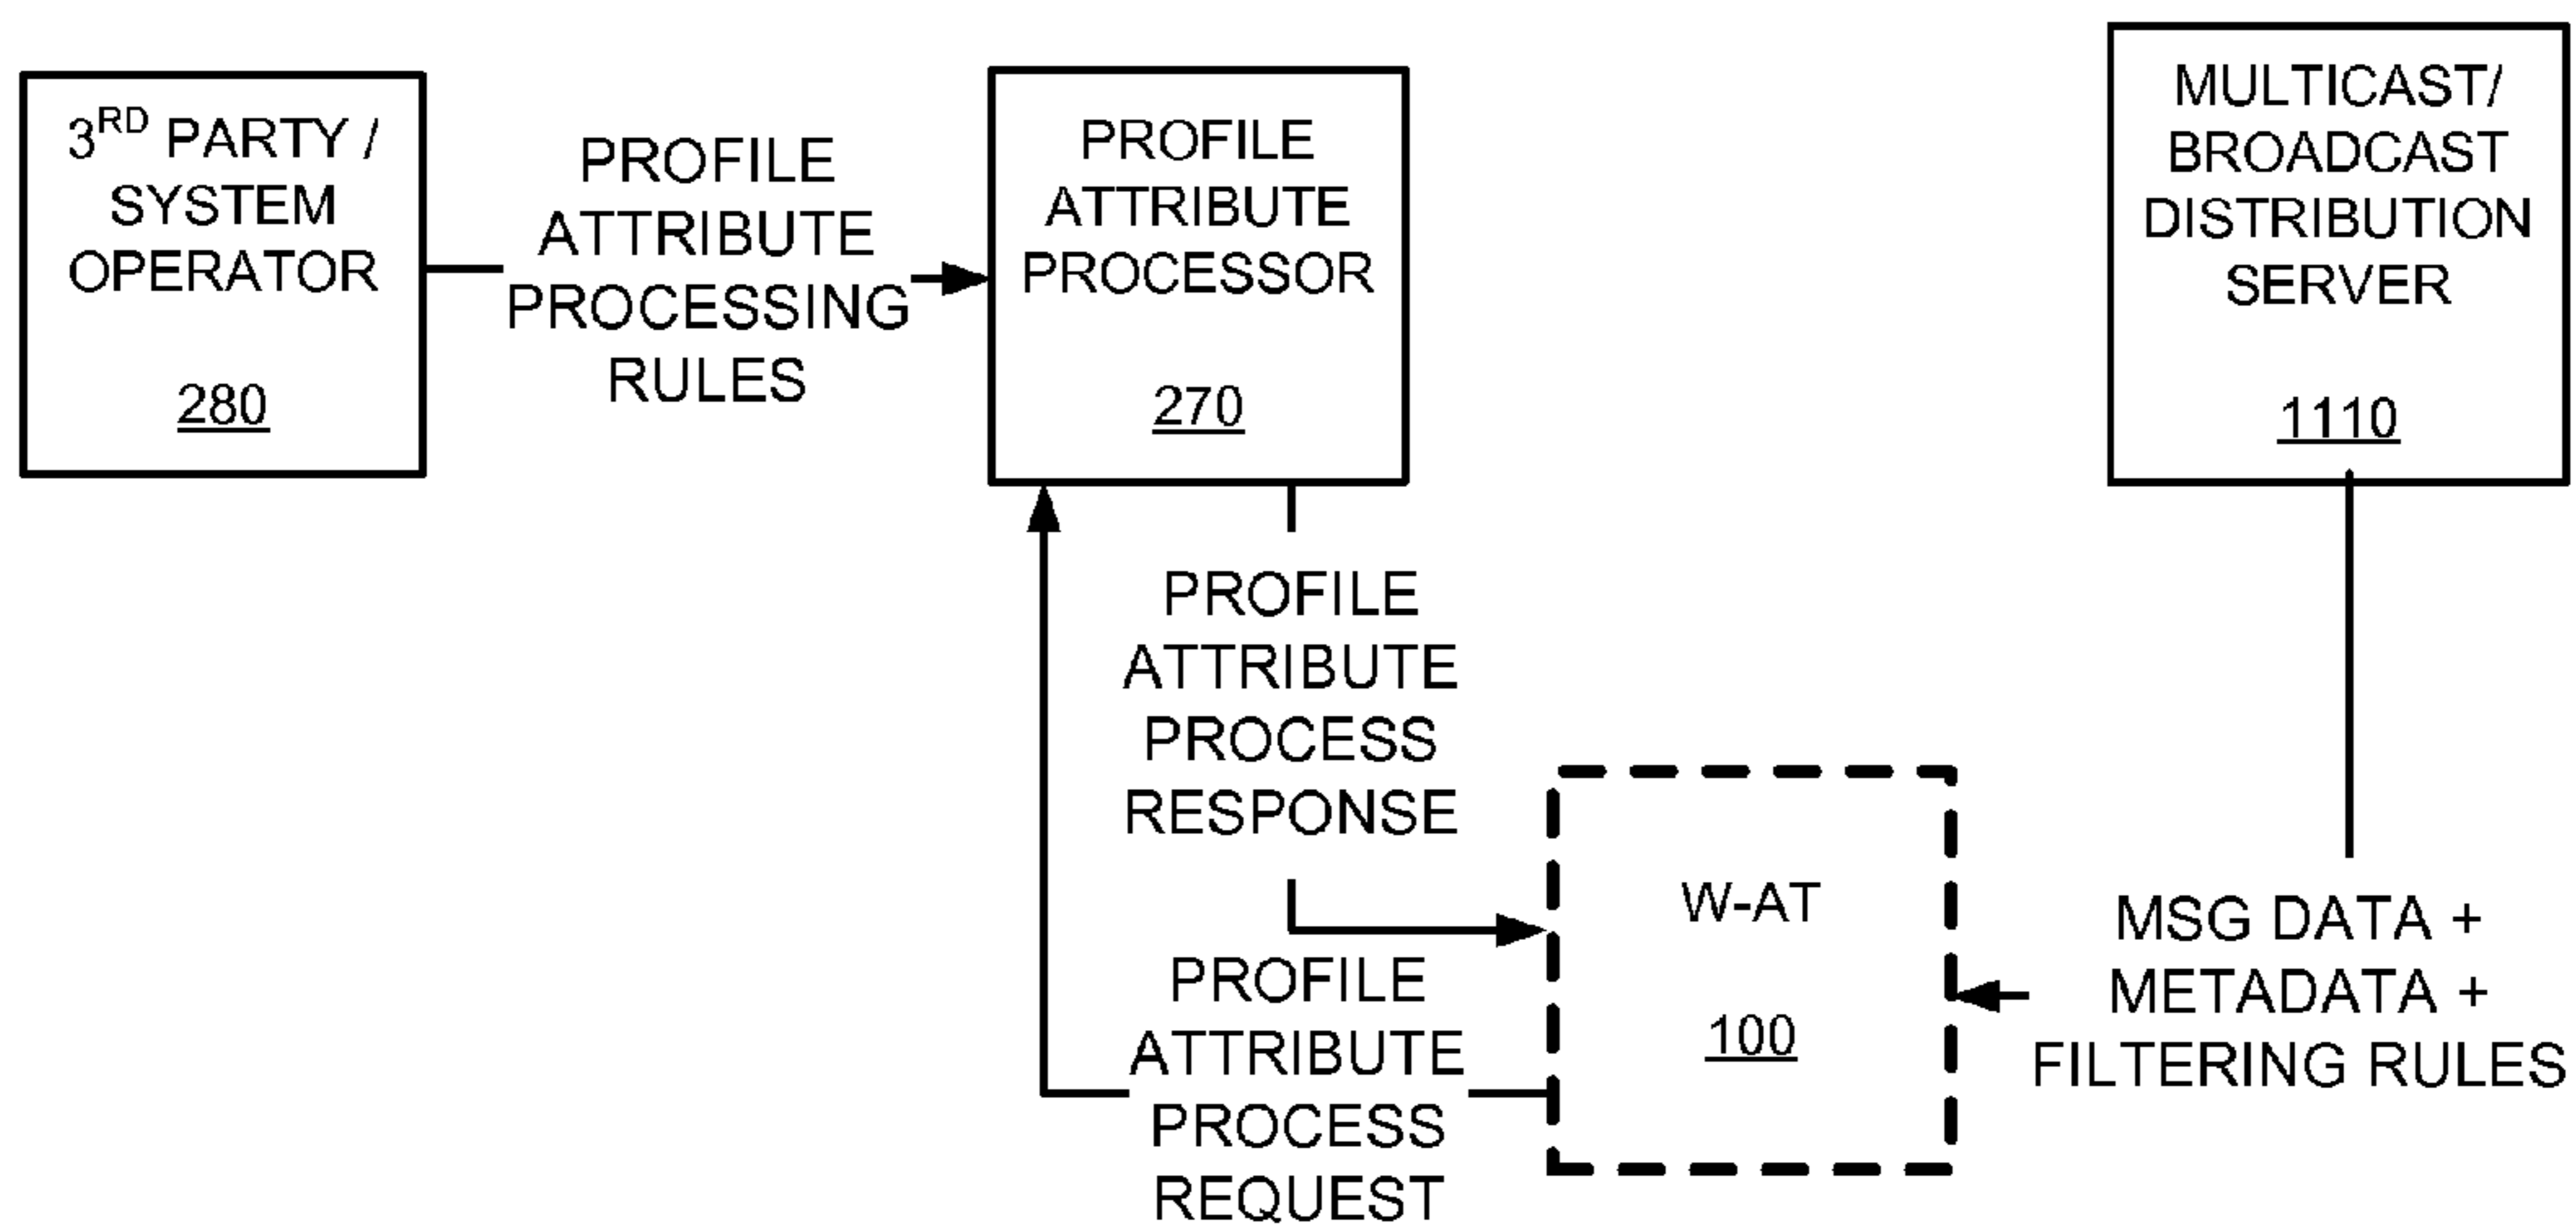 3RD PARTY /
SYSTEM
OPERATOR
280
PROFILE
ATTRIBUTE
PROCESSING
RULES
PROFILE
ATTRIBUTE
PROCESSOR
270
MULTICAST/
BROADCAST
DISTRIBUTION
SERVER
1110
PROFILE
ATTRIBUTE
PROCESS
RESPONSE
PROFILE
ATTRIBUTE
PROCESS
REQUEST
W-AT
100
MSG DATA +
METADATA +
FILTERING RULES